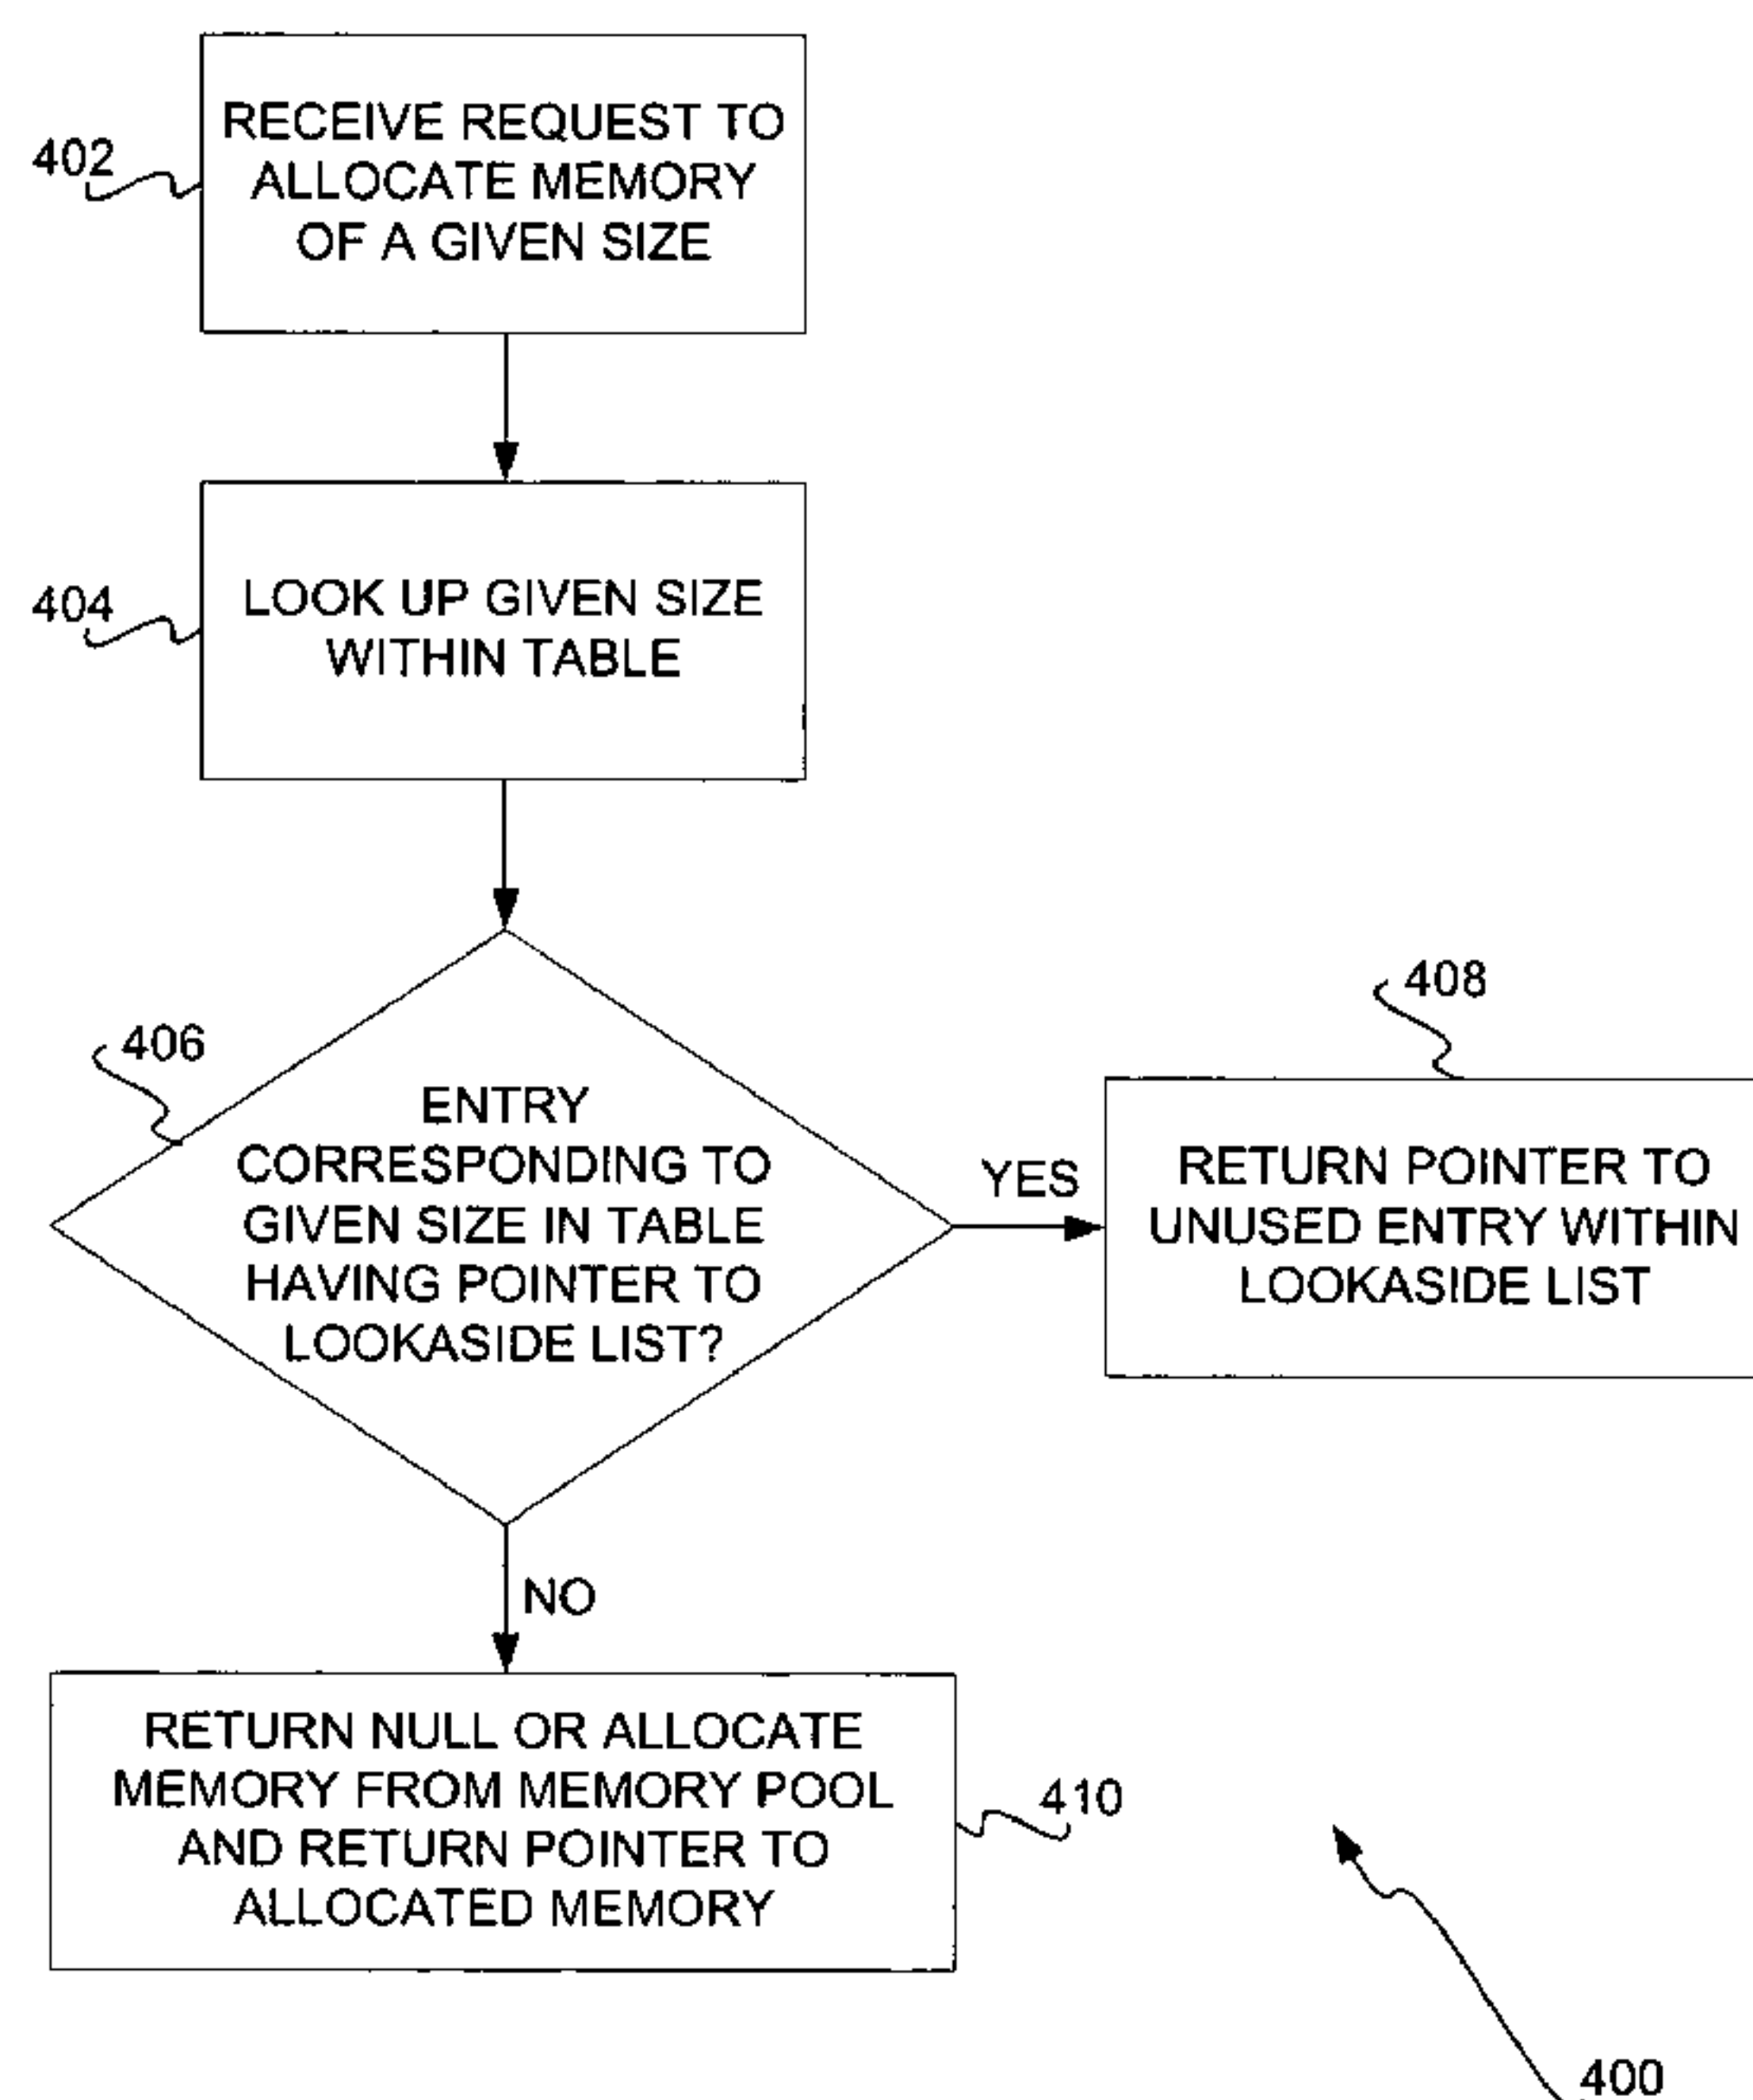 402
RECEIVE REQUEST TO
ALLOCATE MEMORY
OF A GIVEN SIZE
404
LOOK UP GIVEN SIZE
WITHIN TABLE
406
ENTRY
CORRESPONDING TO
GIVEN SIZE IN TABLE
HAVING POINTER TO
LOOKASIDE LIST?
YES
408
RETURN POINTER TO
UNUSED ENTRY WITHIN
LOOKASIDE LIST
NO
RETURN NULL OR ALLOCATE
MEMORY FROM MEMORY POOL
AND RETURN POINTER TO
ALLOCATED MEMORY
410
400